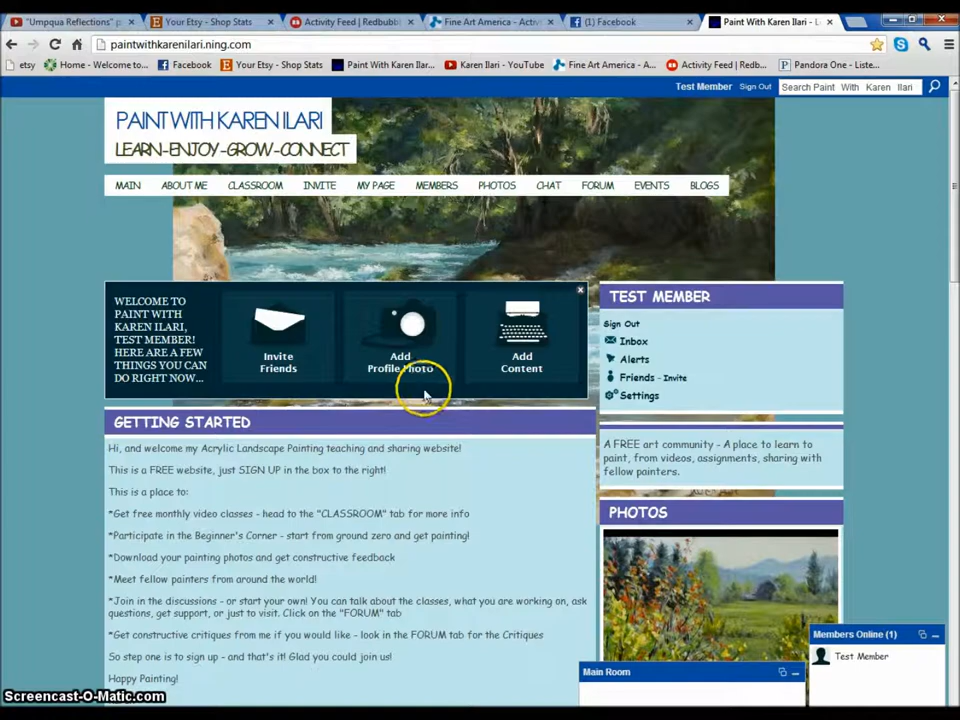 "Umpqua Reflections" p
Your Etsy - Shop Stats
Activity Feed | Redbubb
Fine Art America - Activi
(1) Facebook
Paint With Karen Ilari - L
paintwithkarenilari.ning.com
etsy
Home - Welcome to...
Facebook
Your Etsy - Shop Stats
Paint With Karen Ilar...
Karen Ilari - YouTube
Fine Art America - A...
Activity Feed | Redb...
Pandora One - Liste...
Test Member
Sign Out
Search Paint With Karen Ilari
PAINT WITH KAREN ILARI
LEARN-ENJOY-GROW-CONNECT
MAIN ABOUT ME CLASSROOM INVITE MY PAGE MEMBERS PHOTOS CHAT FORUM EVENTS BLOGS
WELCOME TO
PAINT WITH
KAREN ILARI,
TEST MEMBER!
HERE ARE A FEW
THINGS YOU CAN
DO RIGHT NOW...
Invite
Friends
Add
Profile Photo
Add
Content
TEST MEMBER
Sign Out
Inbox
Alerts
Friends - Invite
Settings
GETTING STARTED
Hi, and welcome my Acrylic Landscape Painting teaching and sharing website!
This is a FREE website, just SIGN UP in the box to the right!
This is a place to:
*Get free monthly video classes - head to the "CLASSROOM" tab for more info
*Participate in the Beginner's Corner - start from ground zero and get painting!
*Download your painting photos and get constructive feedback
*Meet fellow painters from around the world!
*Join in the discussions - or start your own! You can talk about the classes, what you are working on, ask
questions, get support, or just to visit. Click on the "FORUM" tab
*Get constructive critiques from me if you would like - look in the FORUM tab for the Critiques
So step one is to sign up - and that's it! Glad you could join us!
Happy Painting!
A FREE art community - A place to learn to
paint, from videos, assignments, sharing with
fellow painters.
PHOTOS
Main Room
Members Online (1)
Test Member
Screencast-O-Matic.com